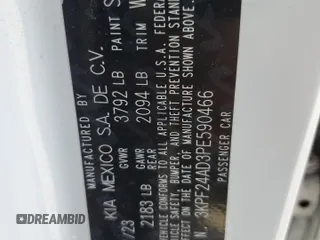 MANUFACTURED BY
KIA MEXICO S.A. DE C.V.
/23 GVWR 3792 LB PAINT
2183 LB GAWR REAR 2094 LB TRIM
CONFORMS TO ALL APPLICABLE U.S.A. FEDERAL
VEHICLE SAFETY, BUMPER, AND THEFT PREVENTION STANDARDS
EFFECT ON THE DATE OF MANUFACTURE SHOWN ABOVE.
N. 3KPF24AD3PE590466
PASSENGER CAR
DISCOVERCARS